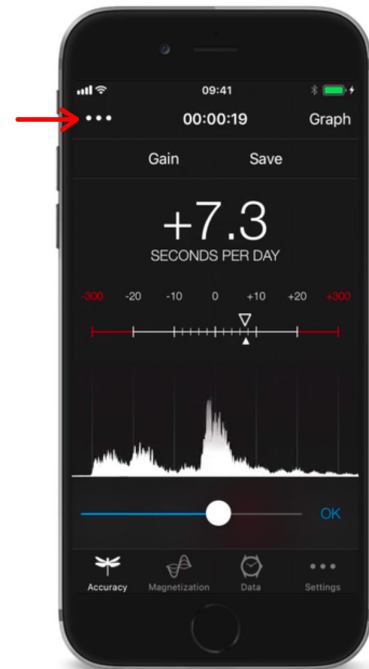 09:41
00:00:19 Graph
Gain Save
+7.3
SECONDS PER DAY
-300 -20 -10 0 +10 +20 +300
OK
Accuracy Magnetization Data Settings